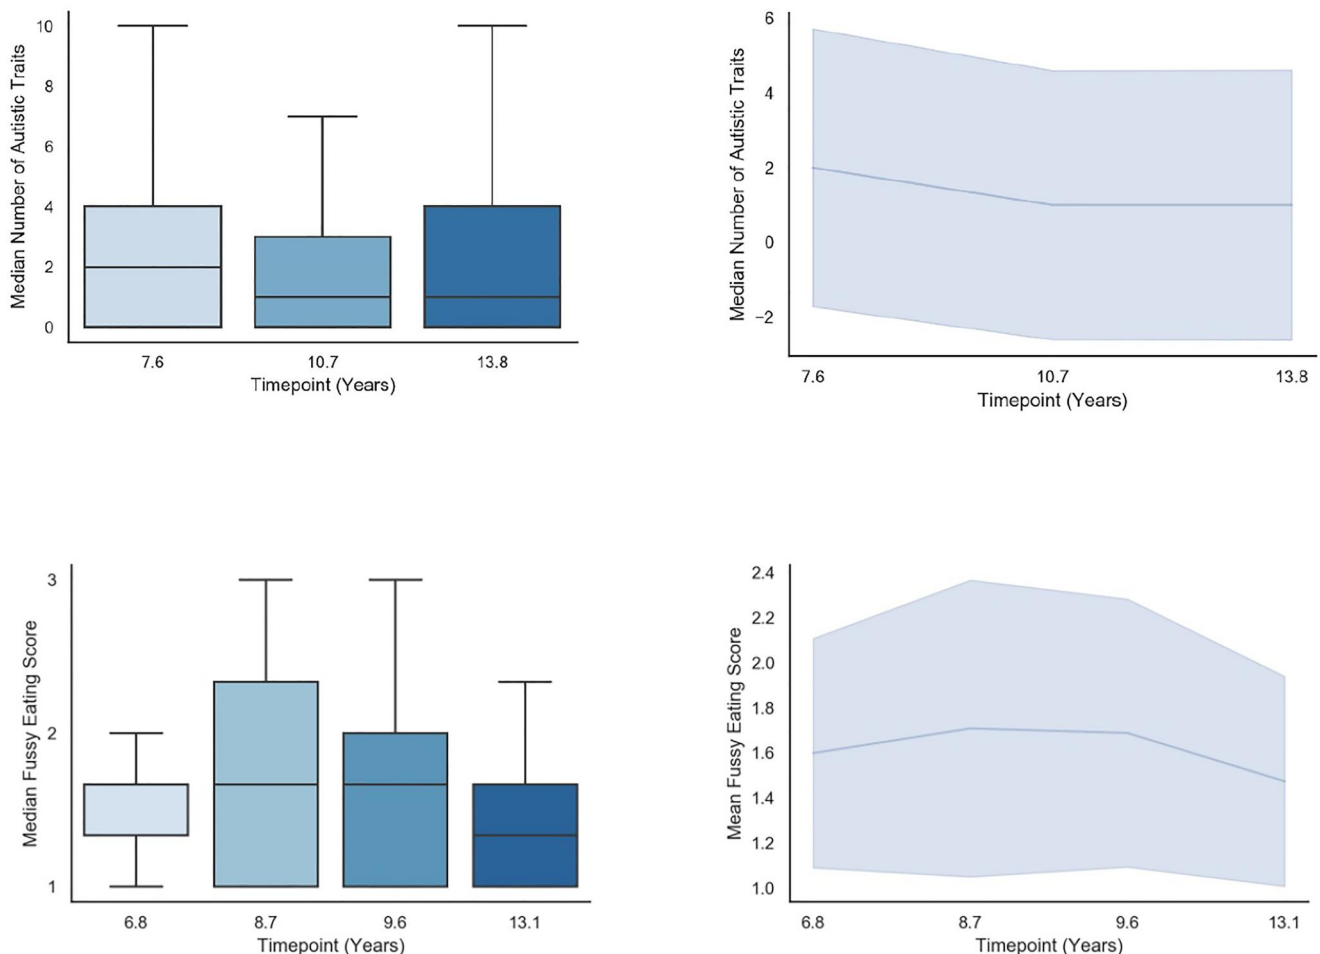 Median Number of Autistic Traits
10
8
6
4
2
0
7.6 10.7 13.8
Timepoint (Years)
Median Number of Autistic Traits
6
4
2
0
−2
7.6 10.7 13.8
Timepoint (Years)
Median Fussy Eating Score
3
2
1
6.8 8.7 9.6 13.1
Timepoint (Years)
Mean Fussy Eating Score
2.4
2.2
2.0
1.8
1.6
1.4
1.2
1.0
6.8 8.7 9.6 13.1
Timepoint (Years)